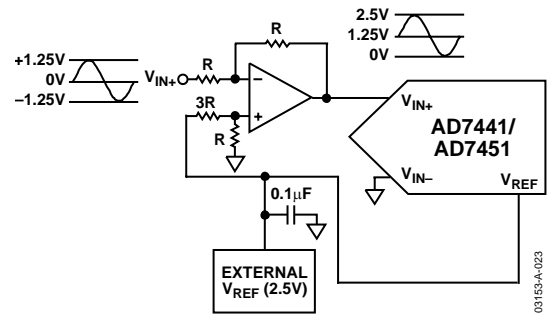 +1.25V
0V
–1.25V
VIN+
R
R
3R
R
2.5V
1.25V
0V
VIN+
AD7441/
AD7451
VIN–
VREF
0.1µF
EXTERNAL
VREF (2.5V)
03153-A-023